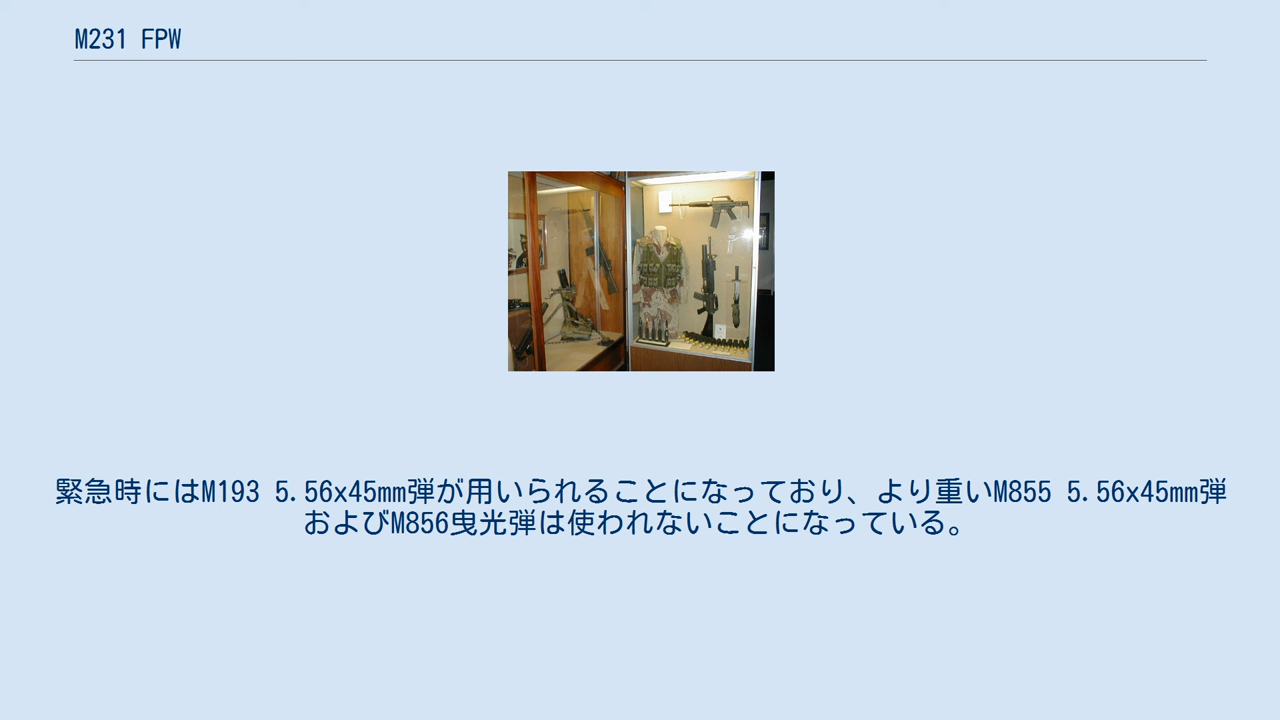 M231 FPW
緊急時にはM193 5.56x45mm弾が用いられることになっており、より重いM855 5.56x45mm弾
およびM856曳光弾は使われないことになっている。